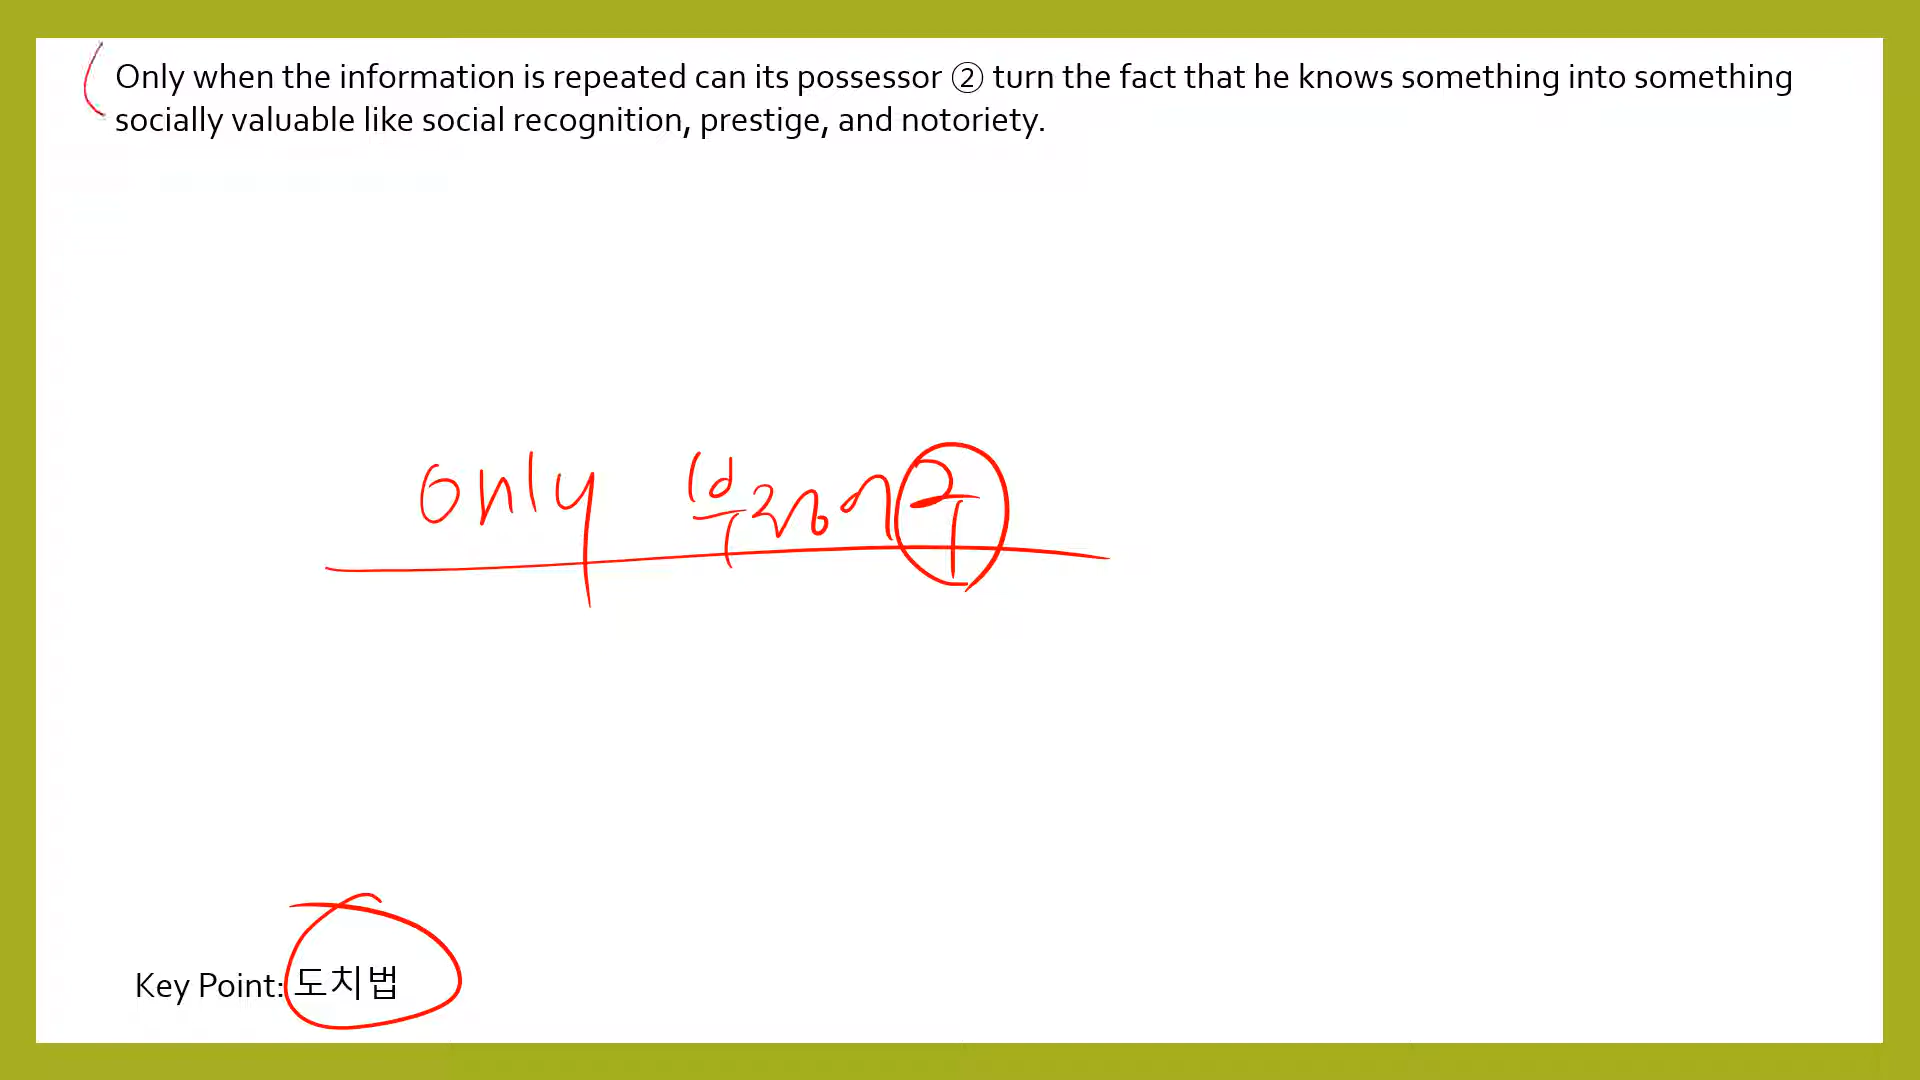 Only when the information is repeated can its possessor ② turn the fact that he knows something into something
socially valuable like social recognition, prestige, and notoriety.
only 부정어구
Key Point: 도치법